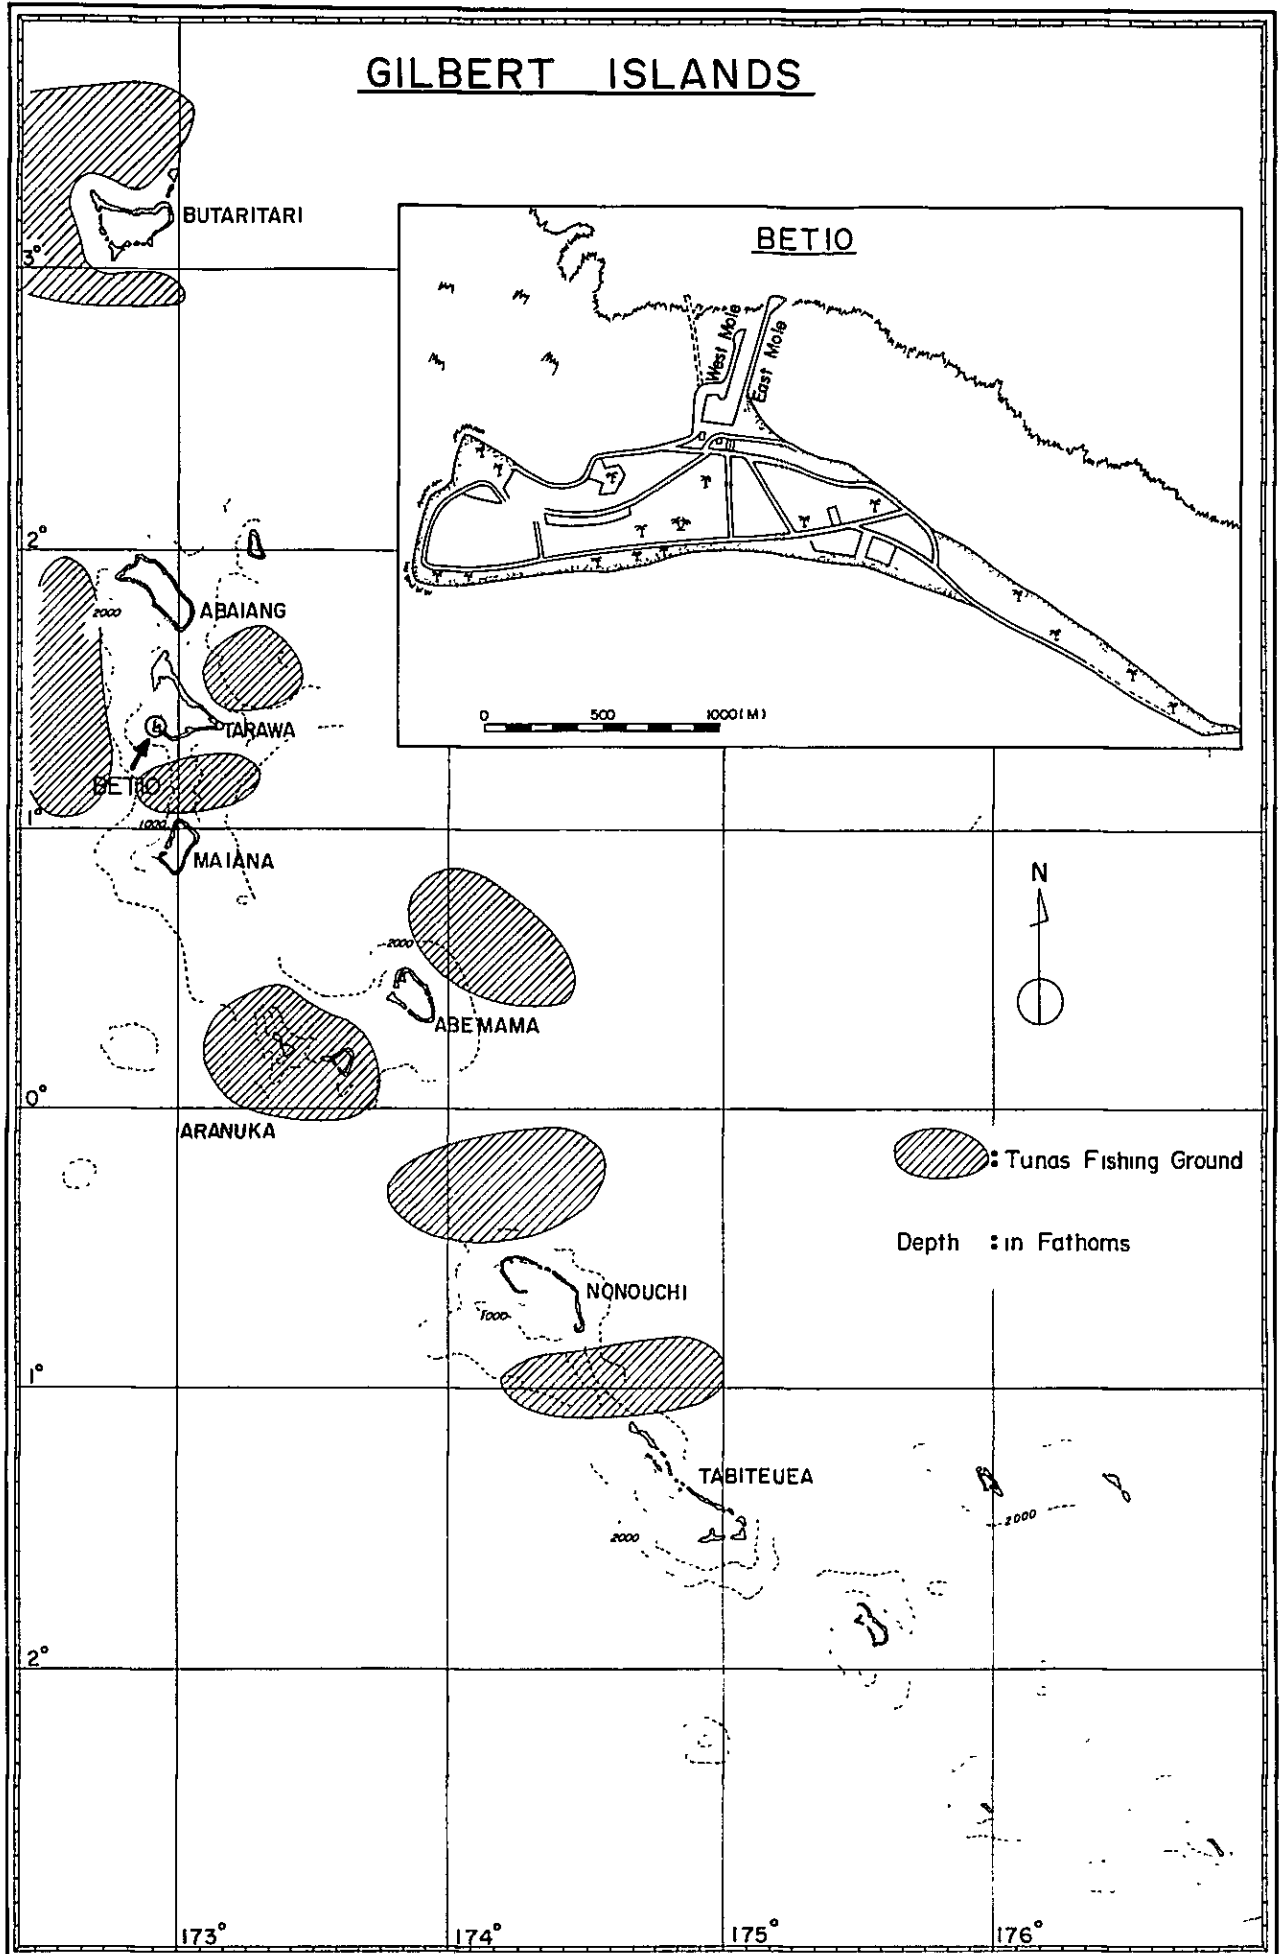 GILBERT ISLANDS
BUTARITARI
3°
BETIO
West Mole
East Mole
0 500 1000(M)
2°
2000
ABAIANG
TARAWA
BETIO
1°
1000
MAIANA
N
2000
ABEMAMA
0°
ARANUKA
: Tunas Fishing Ground
Depth : in Fathoms
NONOUCHI
1000
1°
TABITEUEA
2000
2000
2°
173° 174° 175° 176°